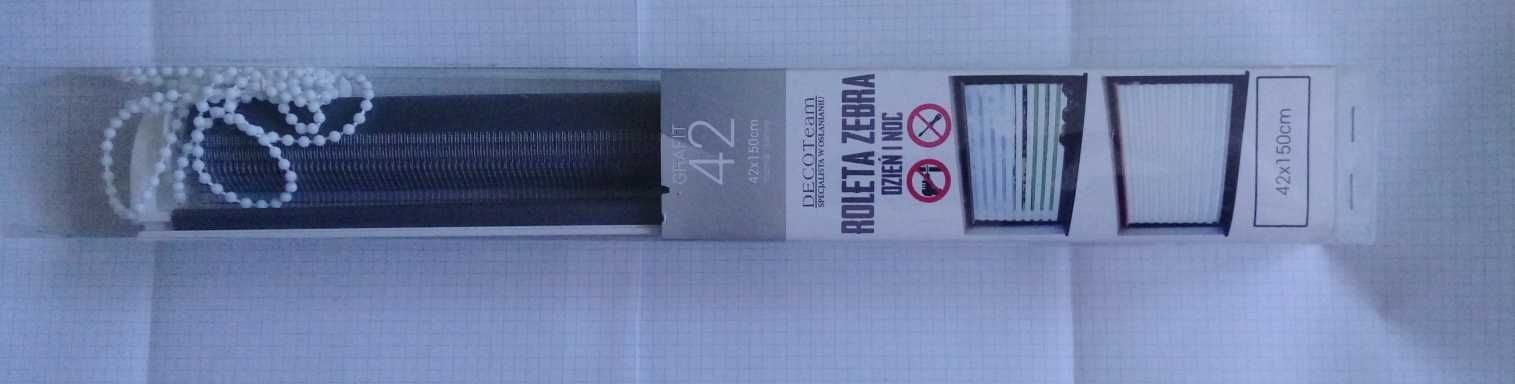 GRAFIT
42
42x150cm
DECOTeam
SPECJALISTA W OSŁANIANIU
ROLETA ZEBRA
DZIEŃ I NOC
42x150cm